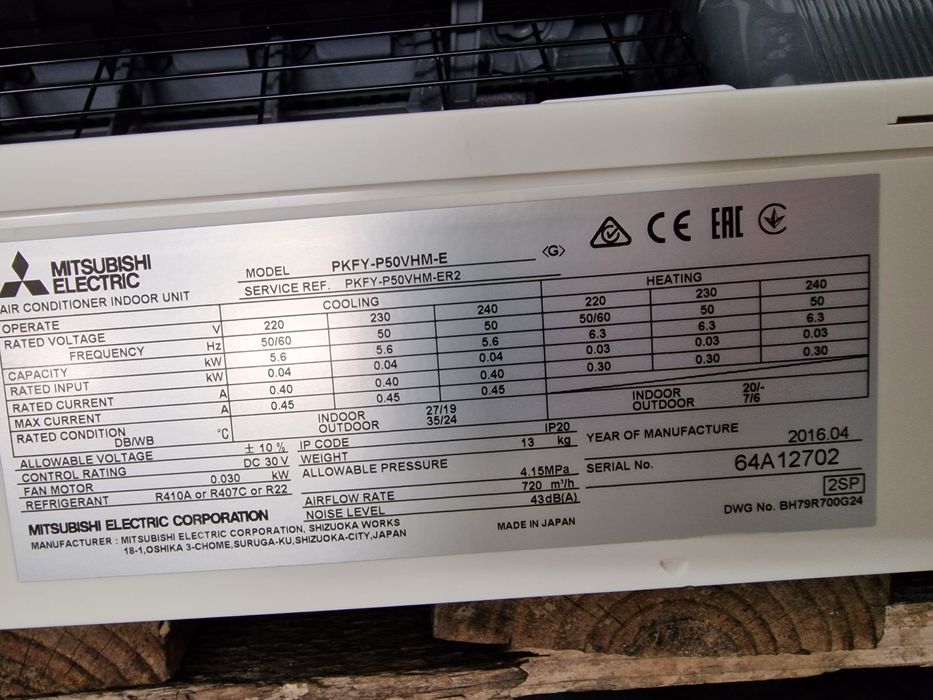 MITSUBISHI
ELECTRIC
AIR CONDITIONER INDOOR UNIT
MODEL PKFY-P50VHM-E <G>
SERVICE REF. PKFY-P50VHM-ER2
CE EAC
OPERATE COOLING HEATING
RATED VOLTAGE V 220 230 240 220 230 240
FREQUENCY Hz 50/60 50 50 50/60 50 50
CAPACITY kW 5.6 5.6 5.6 6.3 6.3 6.3
RATED INPUT kW 0.04 0.04 0.04 0.03 0.03 0.03
RATED CURRENT A 0.40 0.40 0.40 0.30 0.30 0.30
MAX CURRENT A 0.45 0.45 0.45
RATED CONDITION DB/WB °C INDOOR 27/19 INDOOR 20/-
OUTDOOR 35/24 OUTDOOR 7/6
ALLOWABLE VOLTAGE ± 10 %
CONTROL RATING DC 30 V
FAN MOTOR 0.030 kW
REFRIGERANT R410A or R407C or R22
IP CODE IP20
WEIGHT 13 kg
ALLOWABLE PRESSURE 4.15MPa
AIRFLOW RATE 720 m³/h
NOISE LEVEL 43dB(A)
YEAR OF MANUFACTURE 2016.04
SERIAL No. 64A12702
2SP
DWG No. BH79R700G24
MITSUBISHI ELECTRIC CORPORATION
MANUFACTURER : MITSUBISHI ELECTRIC CORPORATION, SHIZUOKA WORKS
18-1,OSHIKA 3-CHOME,SURUGA-KU,SHIZUOKA-CITY,JAPAN
MADE IN JAPAN